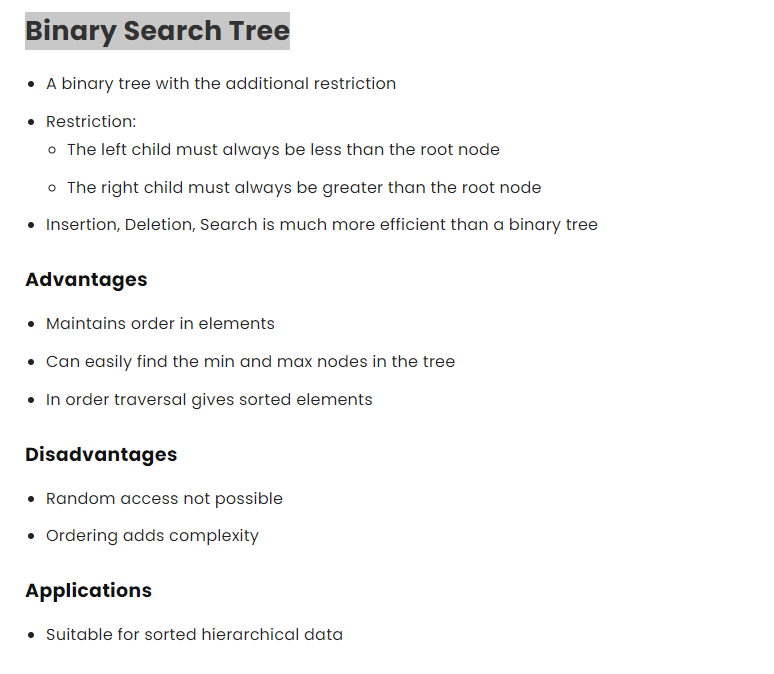 Binary Search Tree
A binary tree with the additional restriction
Restriction:
The left child must always be less than the root node
The right child must always be greater than the root node
Insertion, Deletion, Search is much more efficient than a binary tree
Advantages
Maintains order in elements
Can easily find the min and max nodes in the tree
In order traversal gives sorted elements
Disadvantages
Random access not possible
Ordering adds complexity
Applications
Suitable for sorted hierarchical data